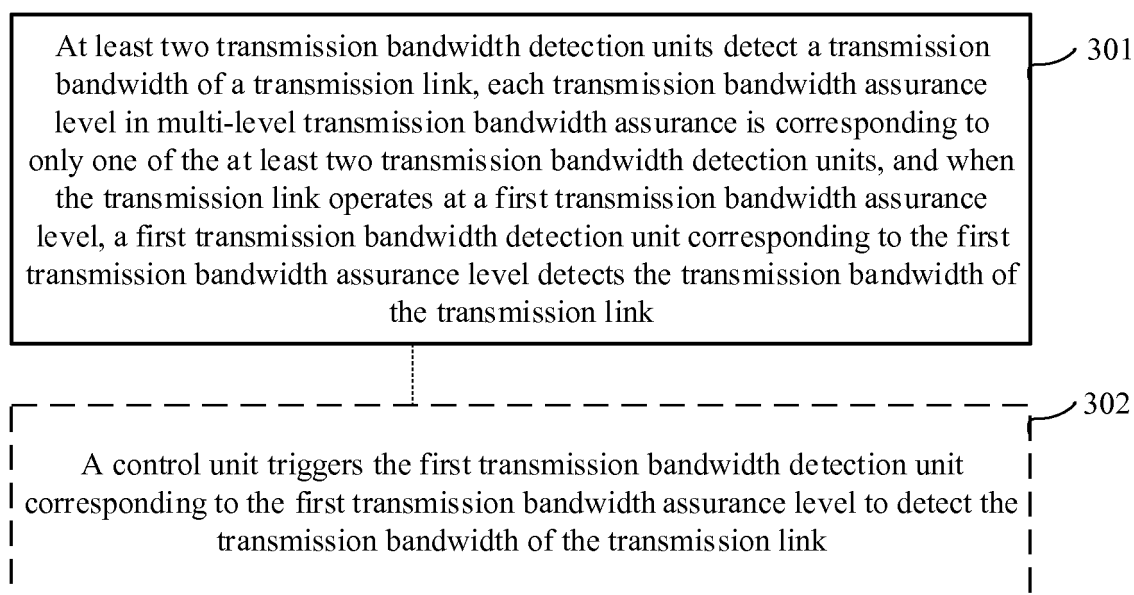 At least two transmission bandwidth detection units detect a transmission
bandwidth of a transmission link, each transmission bandwidth assurance
level in multi-level transmission bandwidth assurance is corresponding to
only one of the at least two transmission bandwidth detection units, and when
the transmission link operates at a first transmission bandwidth assurance
level, a first transmission bandwidth detection unit corresponding to the first
transmission bandwidth assurance level detects the transmission bandwidth of
the transmission link
301
A control unit triggers the first transmission bandwidth detection unit
corresponding to the first transmission bandwidth assurance level to detect the
transmission bandwidth of the transmission link
302